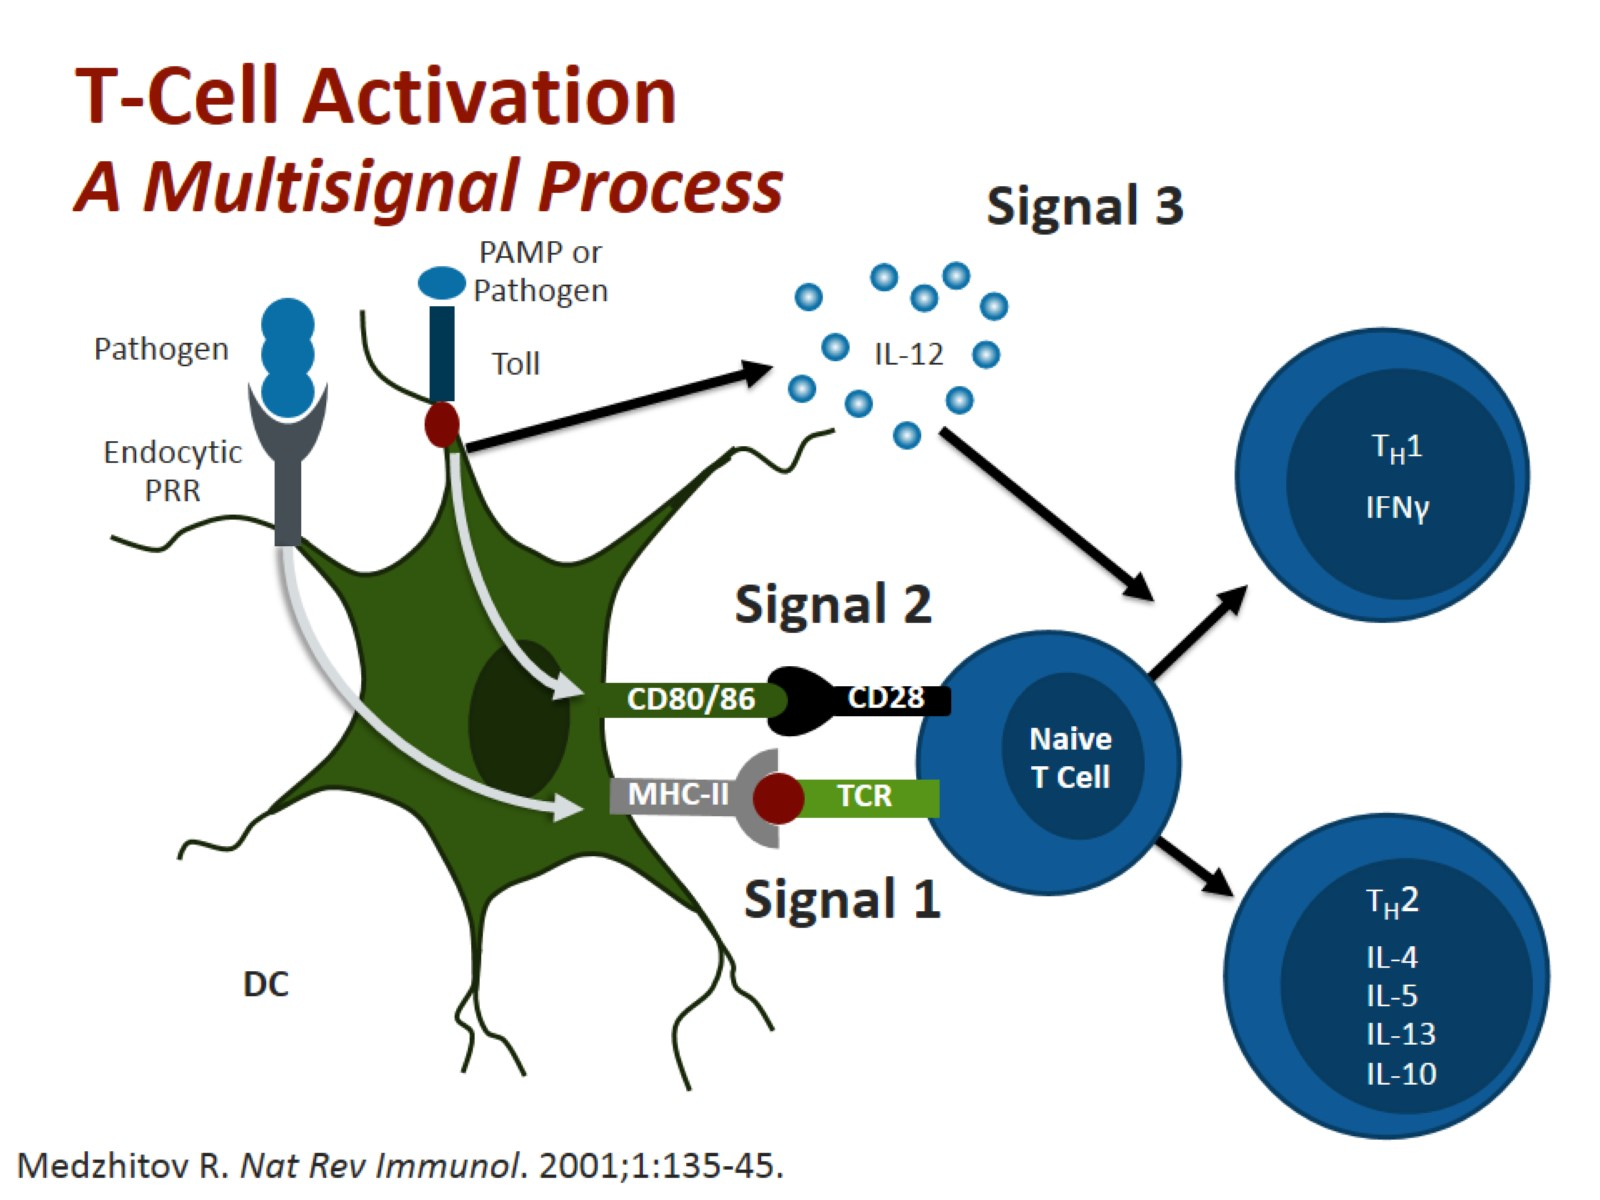 T-Cell Activation
A Multisignal Process
Signal 3
PAMP or
Pathogen
Pathogen
Toll
IL-12
Endocytic
PRR
TH1
IFNγ
Signal 2
CD80/86
CD28
Naive
T Cell
MHC-II
TCR
Signal 1
TH2
IL-4
IL-5
IL-13
IL-10
DC
Medzhitov R. Nat Rev Immunol. 2001;1:135-45.